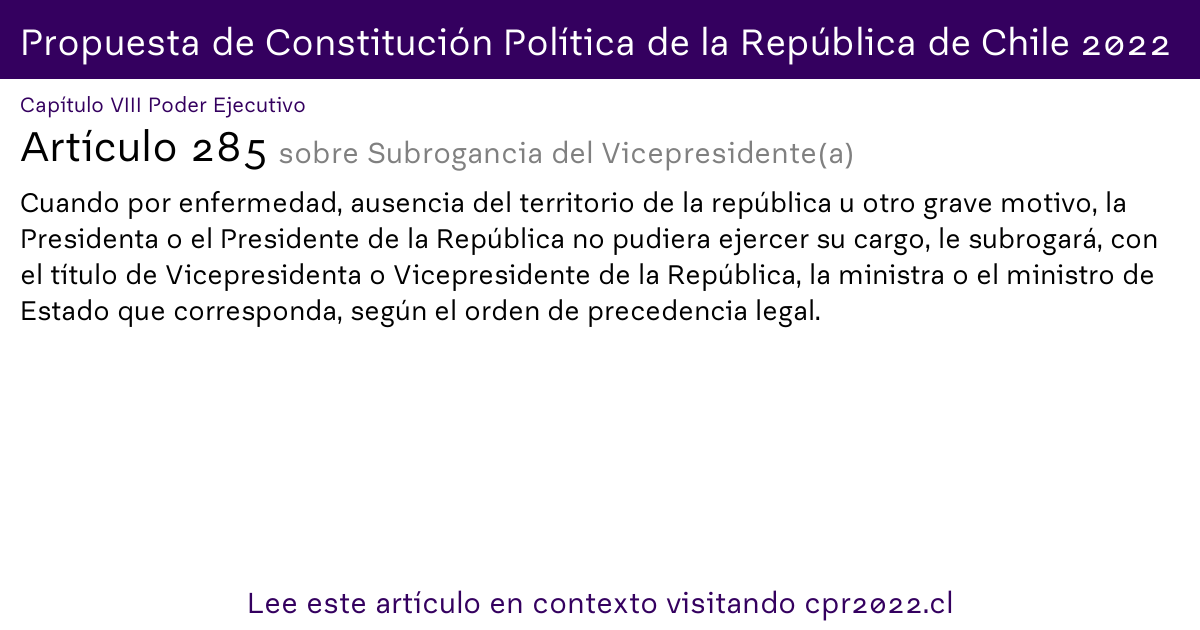 Propuesta de Constitución Política de la República de Chile 2022
Capítulo VIII Poder Ejecutivo
Artículo 285 sobre Subrogancia del Vicepresidente(a)
Cuando por enfermedad, ausencia del territorio de la república u otro grave motivo, la
Presidenta o el Presidente de la República no pudiera ejercer su cargo, le subrogará, con
el título de Vicepresidenta o Vicepresidente de la República, la ministra o el ministro de
Estado que corresponda, según el orden de precedencia legal.
Lee este artículo en contexto visitando cpr2022.cl